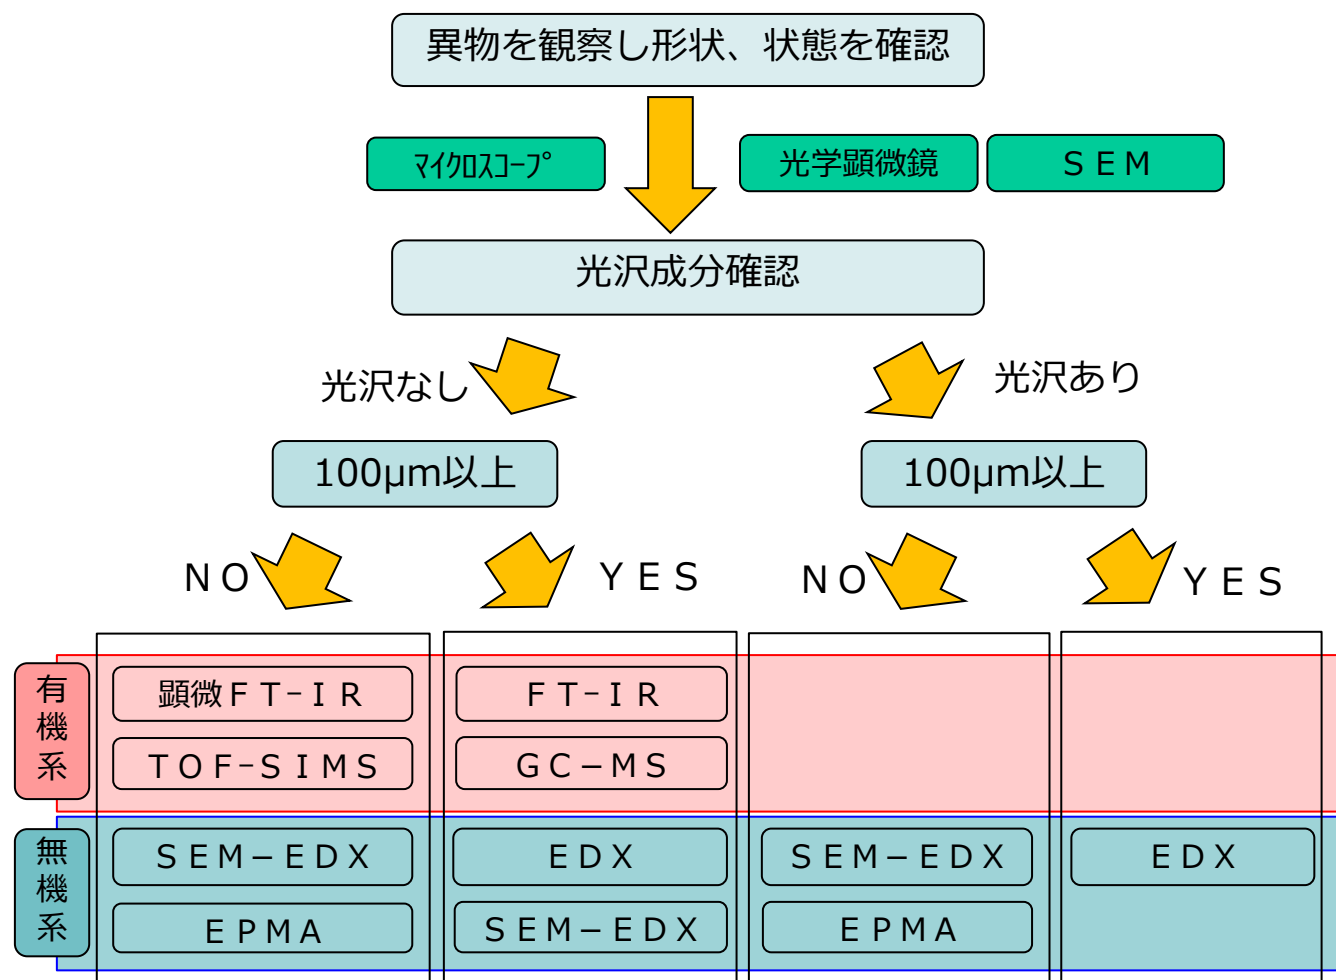 異物を観察し形状、状態を確認
ﾏｲｸﾛｽｺｰﾌﾟ
光学顕微鏡
ＳＥＭ
光沢成分確認
光沢なし
光沢あり
100μm以上
100μm以上
ＮＯ
ＹＥＳ
ＮＯ
ＹＥＳ
有機系
顕微ＦＴ-ＩＲ
ＦＴ-ＩＲ
ＴＯＦ-ＳＩＭＳ
ＧＣ－ＭＳ
無機系
ＳＥＭ－ＥＤＸ
ＥＤＸ
ＳＥＭ－ＥＤＸ
ＥＤＸ
ＥＰＭＡ
ＳＥＭ－ＥＤＸ
ＥＰＭＡ